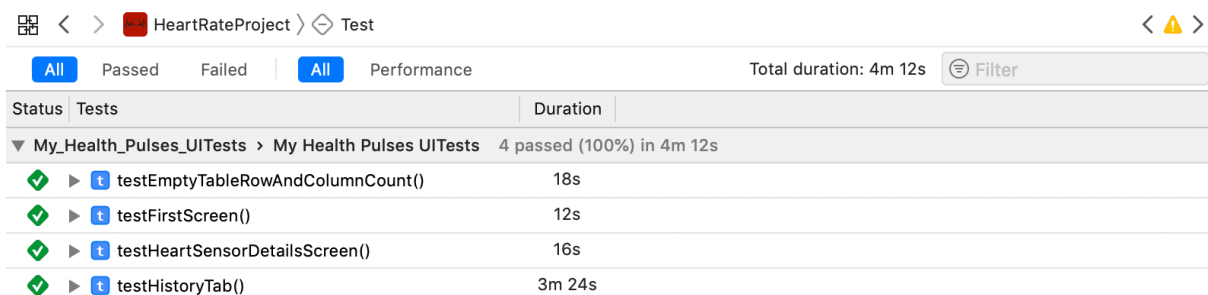 HeartRateProject Test
All Passed Failed All Performance Total duration: 4m 12s Filter
Status Tests Duration
My_Health_Pulses_UITests > My Health Pulses UITests 4 passed (100%) in 4m 12s
t testEmptyTableRowAndColumnCount() 18s
t testFirstScreen() 12s
t testHeartSensorDetailsScreen() 16s
t testHistoryTab() 3m 24s